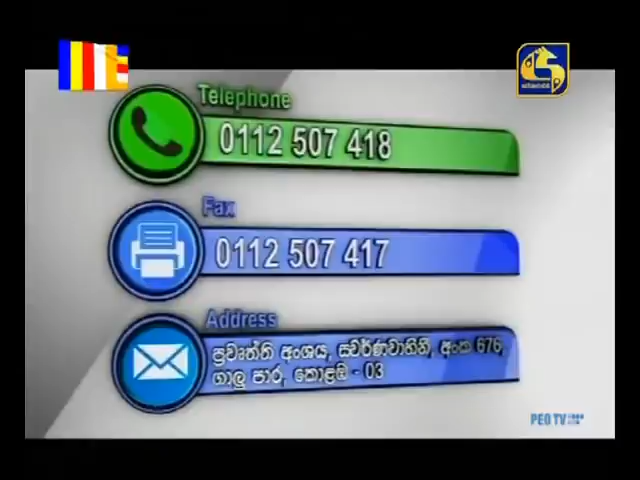 Telephone
0112 507 418
Fax
0112 507 417
Address
ප්‍රවෘත්ති අංශය, ස්වර්ණවාහිනී, අංක 676,
ගාලු පාර, කොළඹ - 03
PEO TV